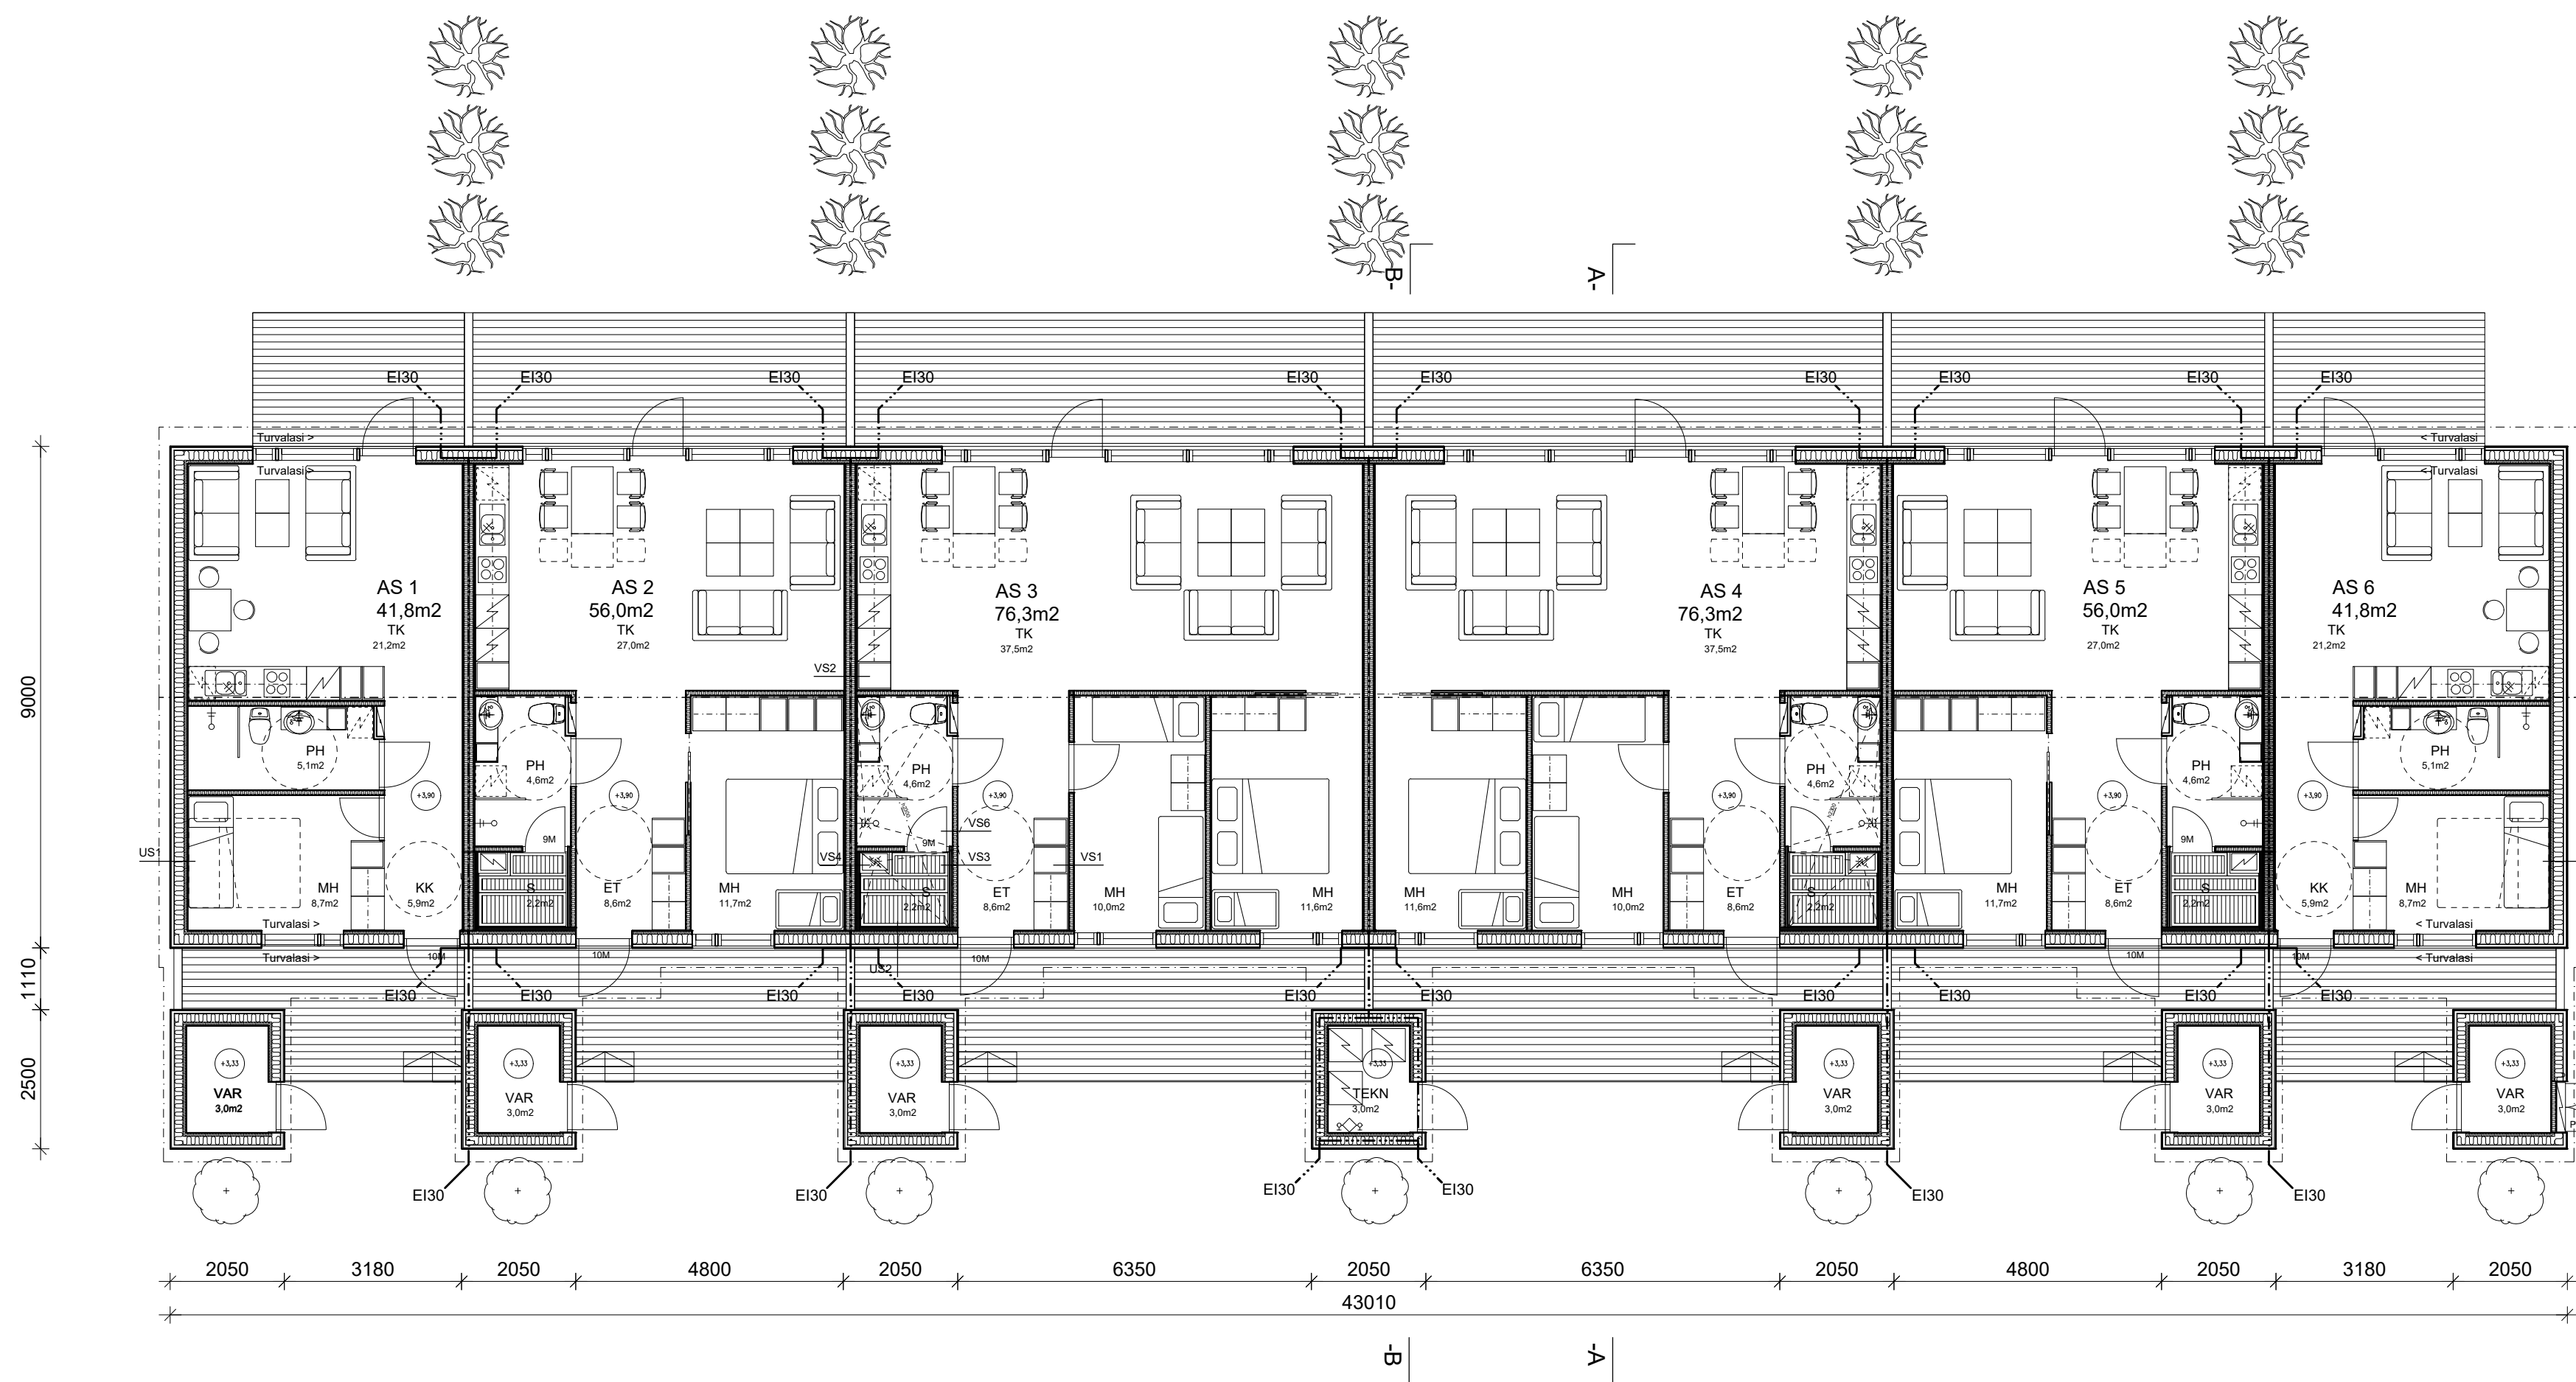 B-
A-
EI30
EI30
EI30
EI30
EI30
EI30
EI30
EI30
EI30
EI30
Turvalasi >
< Turvalasi
Turvalasi >
< Turvalasi
AS 1
41,8m2
TK
21,2m2
AS 2
56,0m2
TK
27,0m2
AS 3
76,3m2
TK
37,5m2
AS 4
76,3m2
TK
37,5m2
AS 5
56,0m2
TK
27,0m2
AS 6
41,8m2
TK
21,2m2
VS2
9000
PH
5,1m2
PH
4,6m2
PH
4,6m2
PH
4,6m2
PH
4,6m2
PH
5,1m2
+3,90
+3,90
+3,90
+3,90
+3,90
+3,90
VS6
9M
9M
9M
US1
VS4
VS3
VS1
MH
8,7m2
KK
5,9m2
S
2,2m2
ET
8,6m2
MH
11,7m2
S
2,2m2
ET
8,6m2
MH
10,0m2
MH
11,6m2
MH
11,6m2
MH
10,0m2
ET
8,6m2
S
2,2m2
MH
11,7m2
ET
8,6m2
S
2,2m2
KK
5,9m2
MH
8,7m2
Turvalasi >
< Turvalasi
Turvalasi >
10M
10M
US2
10M
10M
10M
< Turvalasi
1110
EI30
EI30
EI30
EI30
EI30
EI30
EI30
EI30
EI30
EI30
2500
+3,33
VAR
3,0m2
+3,33
VAR
3,0m2
+3,33
VAR
3,0m2
+3,33
TEKN
3,0m2
+3,33
VAR
3,0m2
+3,33
VAR
3,0m2
+3,33
VAR
3,0m2
P
EI30
EI30
EI30
EI30
EI30
EI30
2050
3180
2050
4800
2050
6350
2050
6350
2050
4800
2050
3180
2050
43010
-B
-A